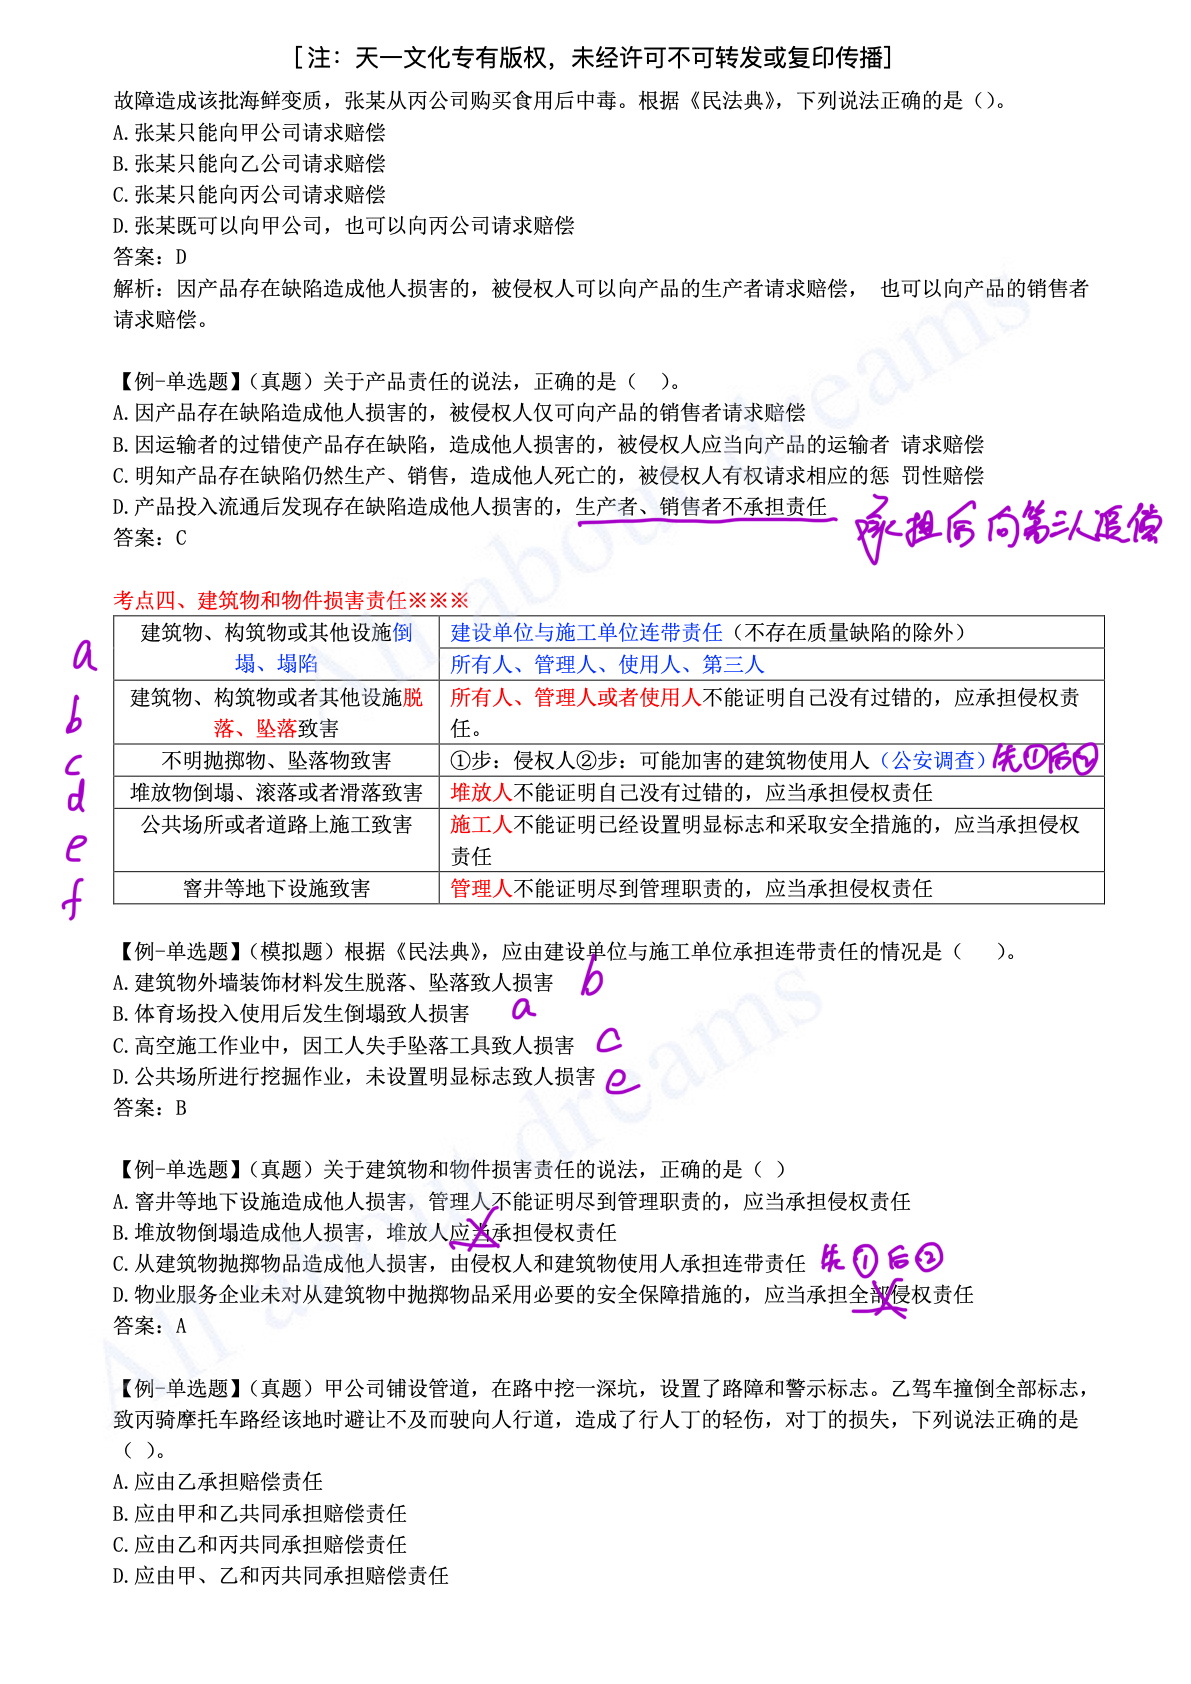 [注：天一文化专有版权，未经许可不可转发或复印传播]
故障造成该批海鲜变质，张某从丙公司购买食用后中毒。根据《民法典》，下列说法正确的是（）。
A.张某只能向甲公司请求赔偿
B.张某只能向乙公司请求赔偿
C.张某只能向丙公司请求赔偿
D.张某既可以向甲公司，也可以向丙公司请求赔偿
答案：D
解析：因产品存在缺陷造成他人损害的，被侵权人可以向产品的生产者请求赔偿， 也可以向产品的销售者
请求赔偿。
【例-单选题】（真题）关于产品责任的说法，正确的是（ ）。
A.因产品存在缺陷造成他人损害的，被侵权人仅可向产品的销售者请求赔偿
B.因运输者的过错使产品存在缺陷，造成他人损害的，被侵权人应当向产品的运输者 请求赔偿
C.明知产品存在缺陷仍然生产、销售，造成他人死亡的，被侵权人有权请求相应的惩 罚性赔偿
D.产品投入流通后发现存在缺陷造成他人损害的，生产者、销售者不承担责任
承担后向第三人追偿
答案：C
考点四、建筑物和物件损害责任※※※
a 建筑物、构筑物或其他设施倒
塌、塌陷
建设单位与施工单位连带责任（不存在质量缺陷的除外）
所有人、管理人、使用人、第三人
b 建筑物、构筑物或者其他设施脱
落、坠落致害
所有人、管理人或者使用人不能证明自己没有过错的，应承担侵权责
任。
c 不明抛掷物、坠落物致害 ①步：侵权人②步：可能加害的建筑物使用人（公安调查） 先①后②
d 堆放物倒塌、滚落或者滑落致害 堆放人不能证明自己没有过错的，应当承担侵权责任
e 公共场所或者道路上施工致害 施工人不能证明已经设置明显标志和采取安全措施的，应当承担侵权
责任
f 窨井等地下设施致害 管理人不能证明尽到管理职责的，应当承担侵权责任
【例-单选题】（模拟题）根据《民法典》，应由建设单位与施工单位承担连带责任的情况是（ ）。
A.建筑物外墙装饰材料发生脱落、坠落致人损害 b
B.体育场投入使用后发生倒塌致人损害 a
C.高空施工作业中，因工人失手坠落工具致人损害 c
D.公共场所进行挖掘作业，未设置明显标志致人损害 e
答案：B
【例-单选题】（真题）关于建筑物和物件损害责任的说法，正确的是（ ）
A.窨井等地下设施造成他人损害，管理人不能证明尽到管理职责的，应当承担侵权责任
B.堆放物倒塌造成他人损害，堆放人应当承担侵权责任
C.从建筑物抛掷物品造成他人损害，由侵权人和建筑物使用人承担连带责任 先①后②
D.物业服务企业未对从建筑物中抛掷物品采用必要的安全保障措施的，应当承担全部侵权责任
答案：A
【例-单选题】（真题）甲公司铺设管道，在路中挖一深坑，设置了路障和警示标志。乙驾车撞倒全部标志，
致丙骑摩托车路经该地时避让不及而驶向人行道，造成了行人丁的轻伤，对丁的损失，下列说法正确的是
（ ）。
A.应由乙承担赔偿责任
B.应由甲和乙共同承担赔偿责任
C.应由乙和丙共同承担赔偿责任
D.应由甲、乙和丙共同承担赔偿责任
All about dreams
All about dreams